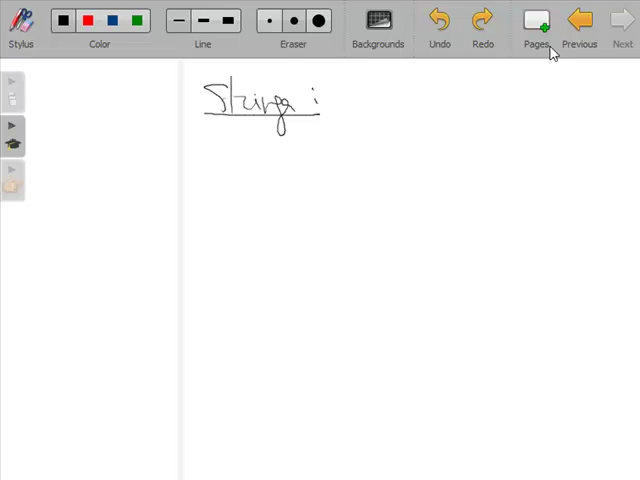 Stylus
Color
Line
Eraser
Backgrounds
Undo
Redo
Pages
Previous
Next
Strings :